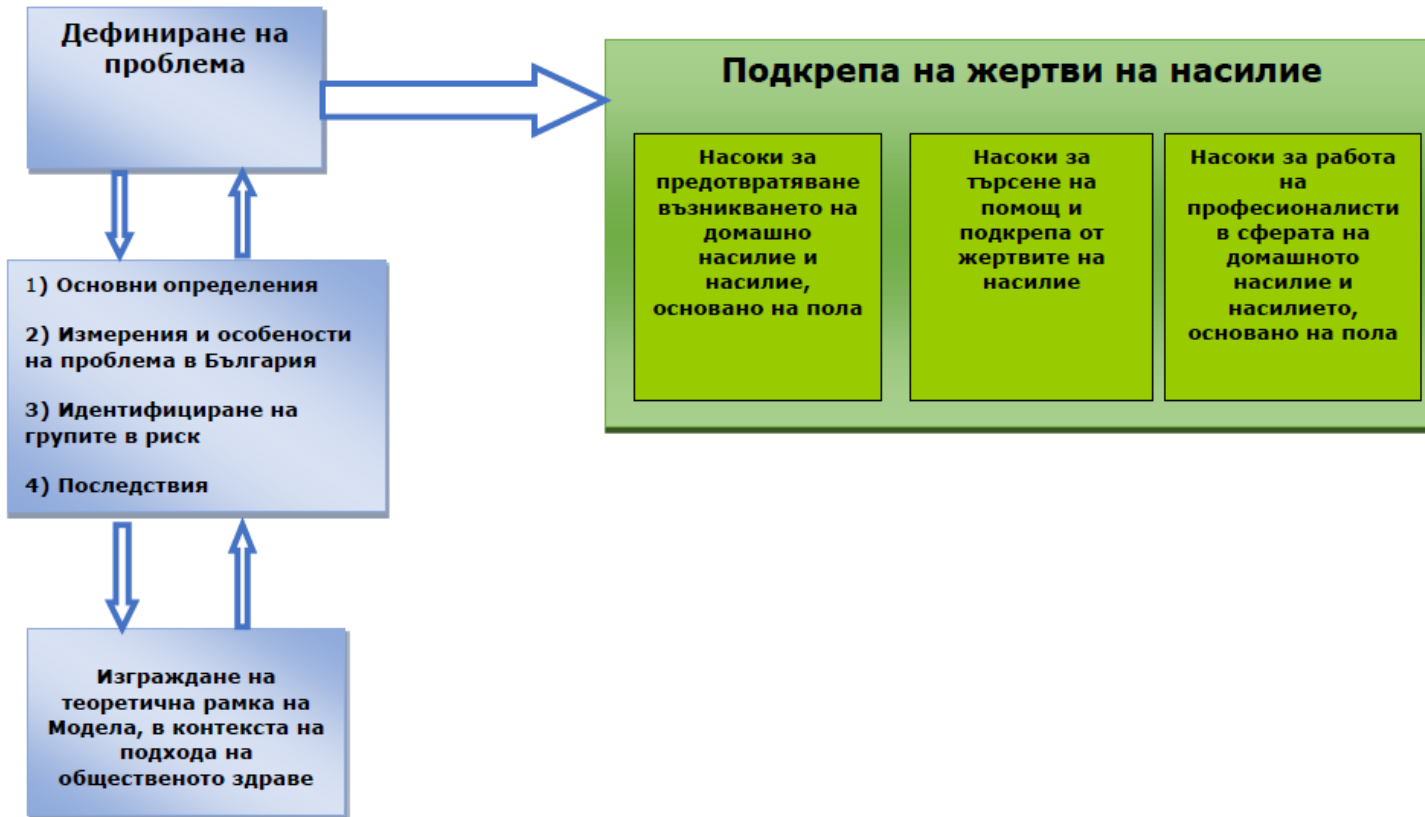 Дефиниране на
проблема
Подкрепа на жертви на насилие
Насоки за
предотвратяване
възникването на
домашно
насилие и
насилие,
основано на пола
Насоки за
търсене на
помощ и
подкрепа от
жертвите на
насилие
Насоки за работа
на
професионалисти
в сферата на
домашното
насилие и
насилието,
основано на пола
1) Основни определения
2) Измерения и особености
на проблема в България
3) Идентифициране на
групите в риск
4) Последствия
Изграждане на
теоретична рамка на
Модела, в контекста на
подхода на
общественото здраве